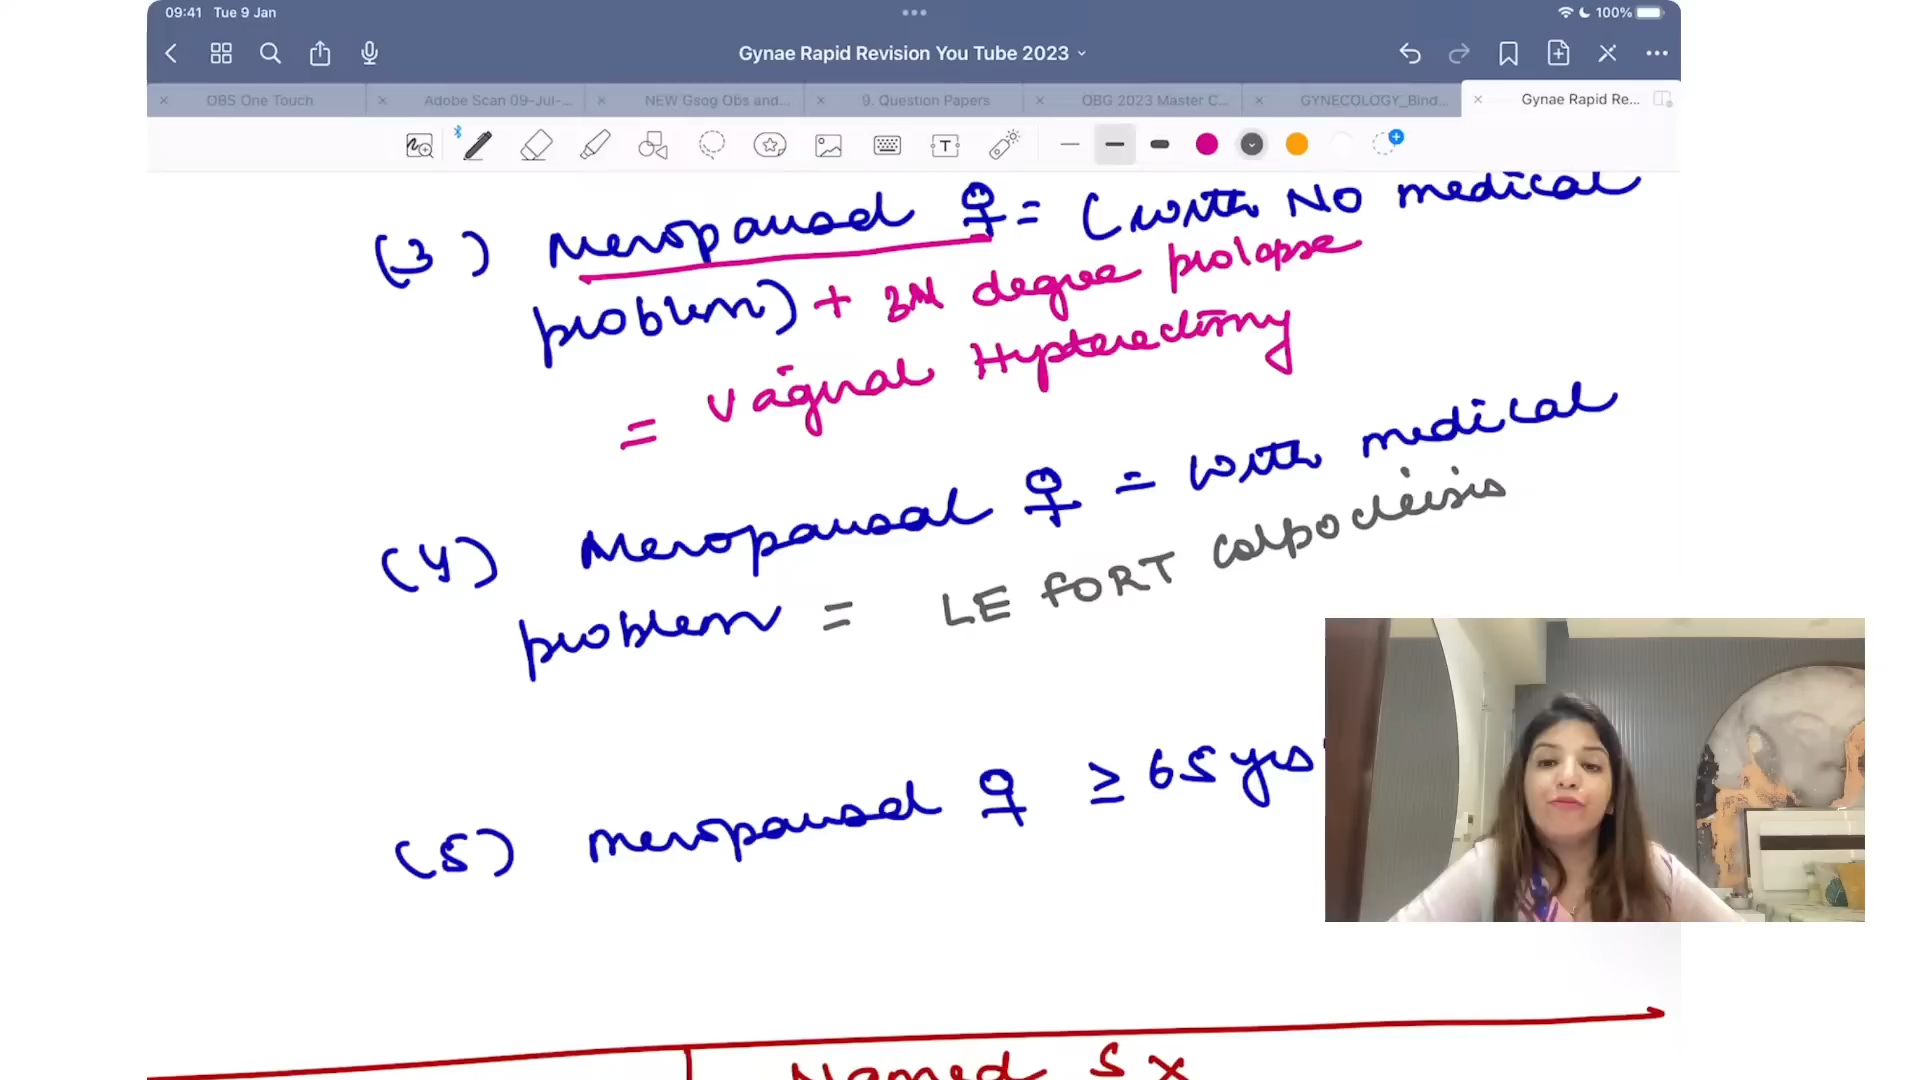 09:41 Tue 9 Jan
100%
Gynae Rapid Revision You Tube 2023
OBS One Touch
Adobe Scan 09-Jul-...
NEW Gsog Obs and...
9. Question Papers
OBG 2023 Master C...
GYNECOLOGY_Bind...
Gynae Rapid Re...
(3) Menopausal ♀ = (with NO medical
problem) + 3rd degree prolapse
= Vaginal Hysterectomy
(4) Menopausal ♀ = with medical
problem = LE FORT colpocleisis
(5) menopausal ♀ ≥ 65 yrs
Named Sx